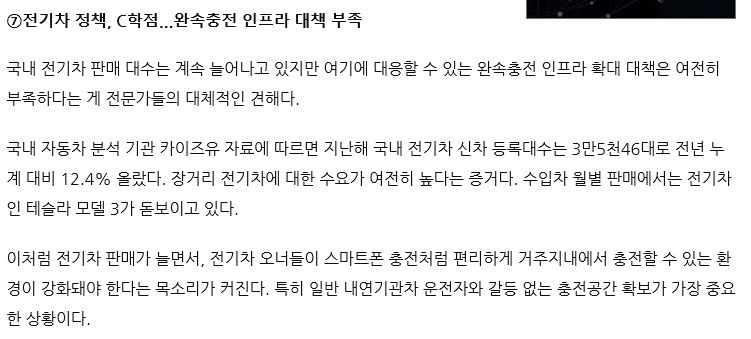 ⑦전기차 정책, C학점...완속충전 인프라 대책 부족
국내 전기차 판매 대수는 계속 늘어나고 있지만 여기에 대응할 수 있는 완속충전 인프라 확대 대책은 여전히
부족하다는 게 전문가들의 대체적인 견해다.
국내 자동차 분석 기관 카이즈유 자료에 따르면 지난해 국내 전기차 신차 등록대수는 3만5천46대로 전년 누
계 대비 12.4% 올랐다. 장거리 전기차에 대한 수요가 여전히 높다는 증거다. 수입차 월별 판매에서는 전기차
인 테슬라 모델 3가 돋보이고 있다.
이처럼 전기차 판매가 늘면서, 전기차 오너들이 스마트폰 충전처럼 편리하게 거주지내에서 충전할 수 있는 환
경이 강화돼야 한다는 목소리가 커진다. 특히 일반 내연기관차 운전자와 갈등 없는 충전공간 확보가 가장 중요
한 상황이다.